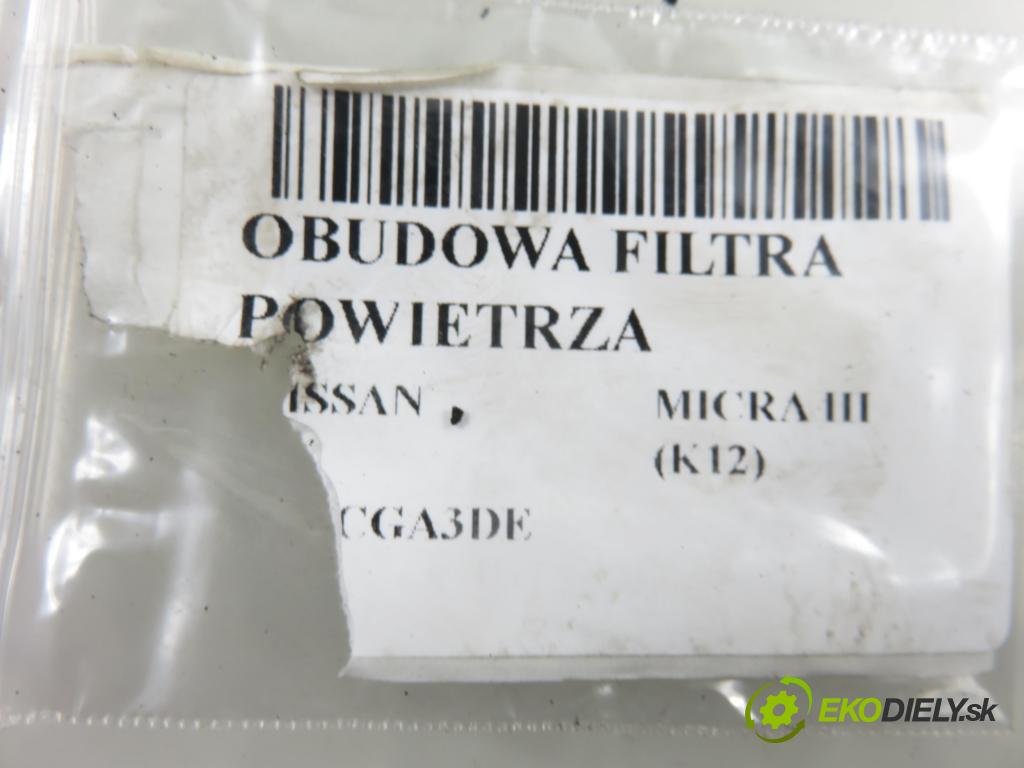 OBUDOWA FILTRA
POWIETRZA
ISSAN MICRA III
(K12)
CGA3DE
EKODIELY.sk